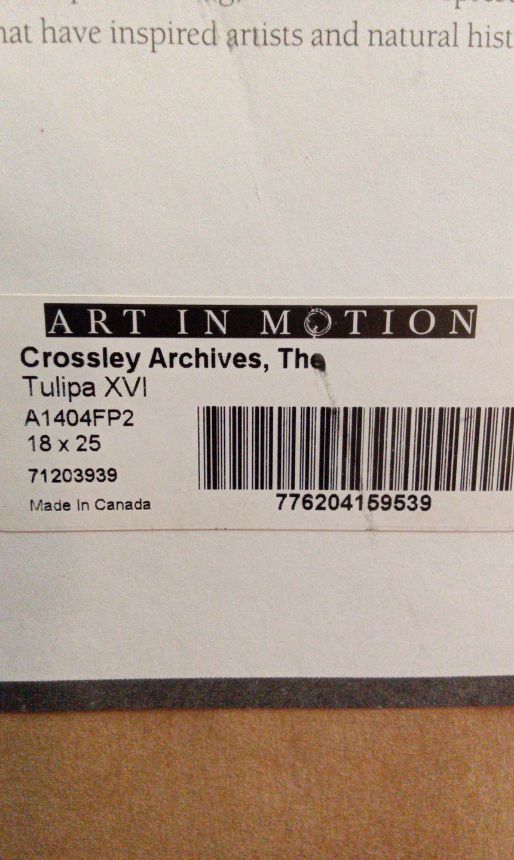 hat have inspired artists and natural hist
ART IN MOTION
Crossley Archives, The
Tulipa XVI
A1404FP2
18 x 25
71203939
Made In Canada
776204159539